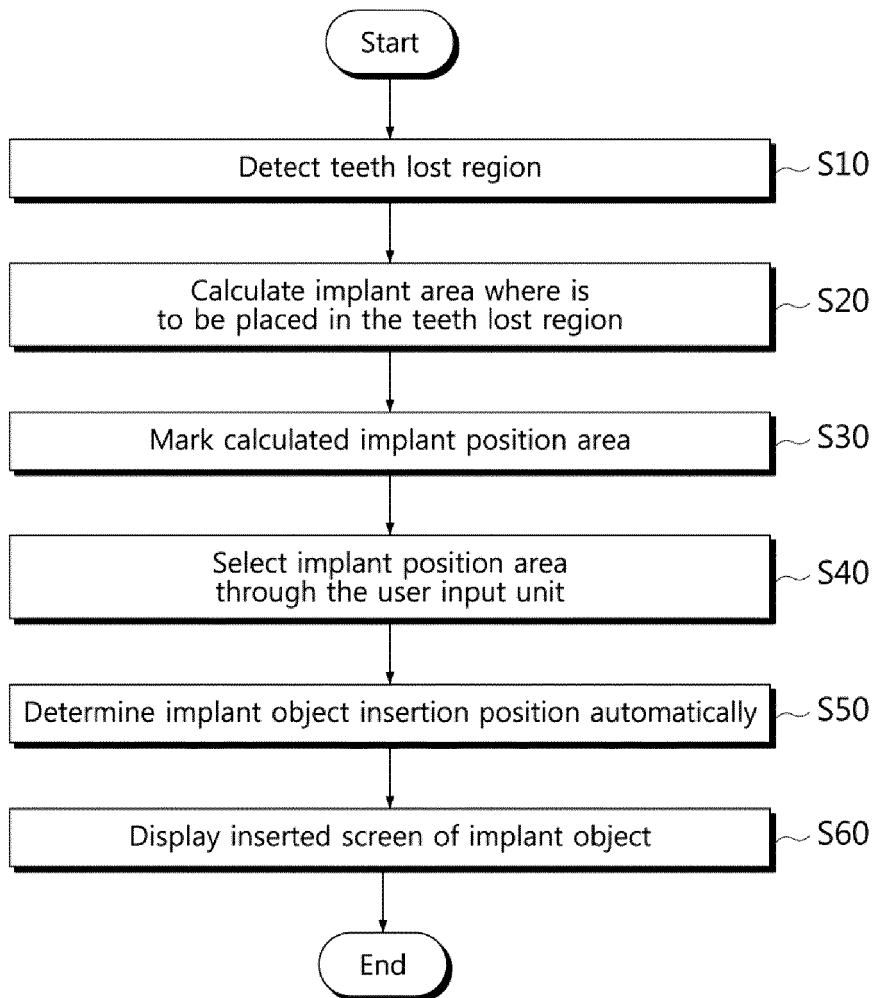 Start
Detect teeth lost region
S10
Calculate implant area where is
to be placed in the teeth lost region
S20
Mark calculated implant position area
S30
Select implant position area
through the user input unit
S40
Determine implant object insertion position automatically
S50
Display inserted screen of implant object
S60
End